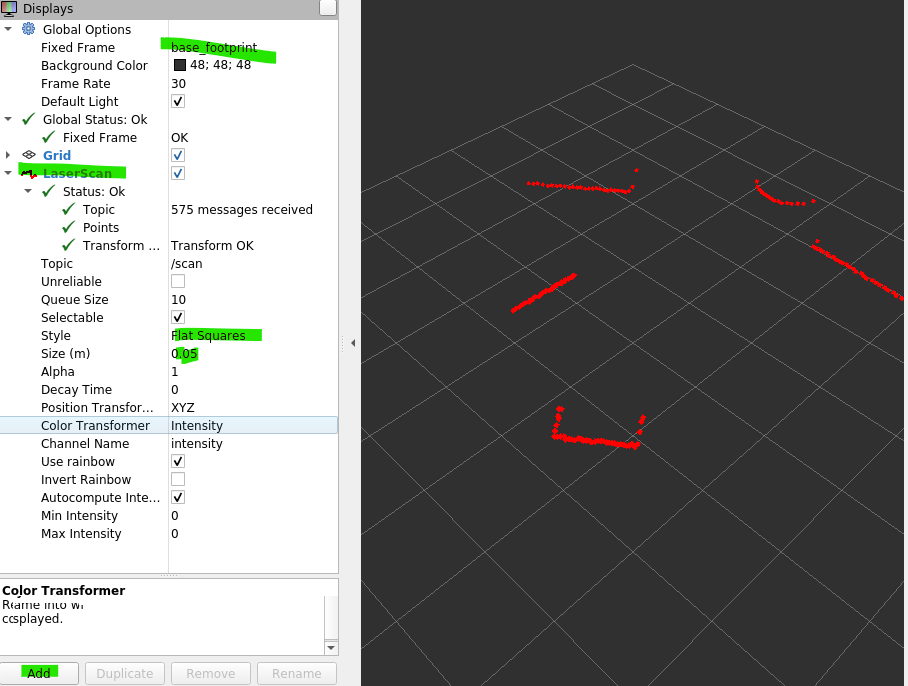 Displays
Global Options
Fixed Frame base_footprint
Background Color 48; 48; 48
Frame Rate 30
Default Light
Global Status: Ok
Fixed Frame OK
Grid
LaserScan
Status: Ok
Topic 575 messages received
Points
Transform ... Transform OK
Topic /scan
Unreliable
Queue Size 10
Selectable
Style Flat Squares
Size (m) 0.05
Alpha 1
Decay Time 0
Position Transfor... XYZ
Color Transformer Intensity
Channel Name intensity
Use rainbow
Invert Rainbow
Autocompute Inte...
Min Intensity 0
Max Intensity 0
Color Transformer
into
Add Duplicate Remove Rename